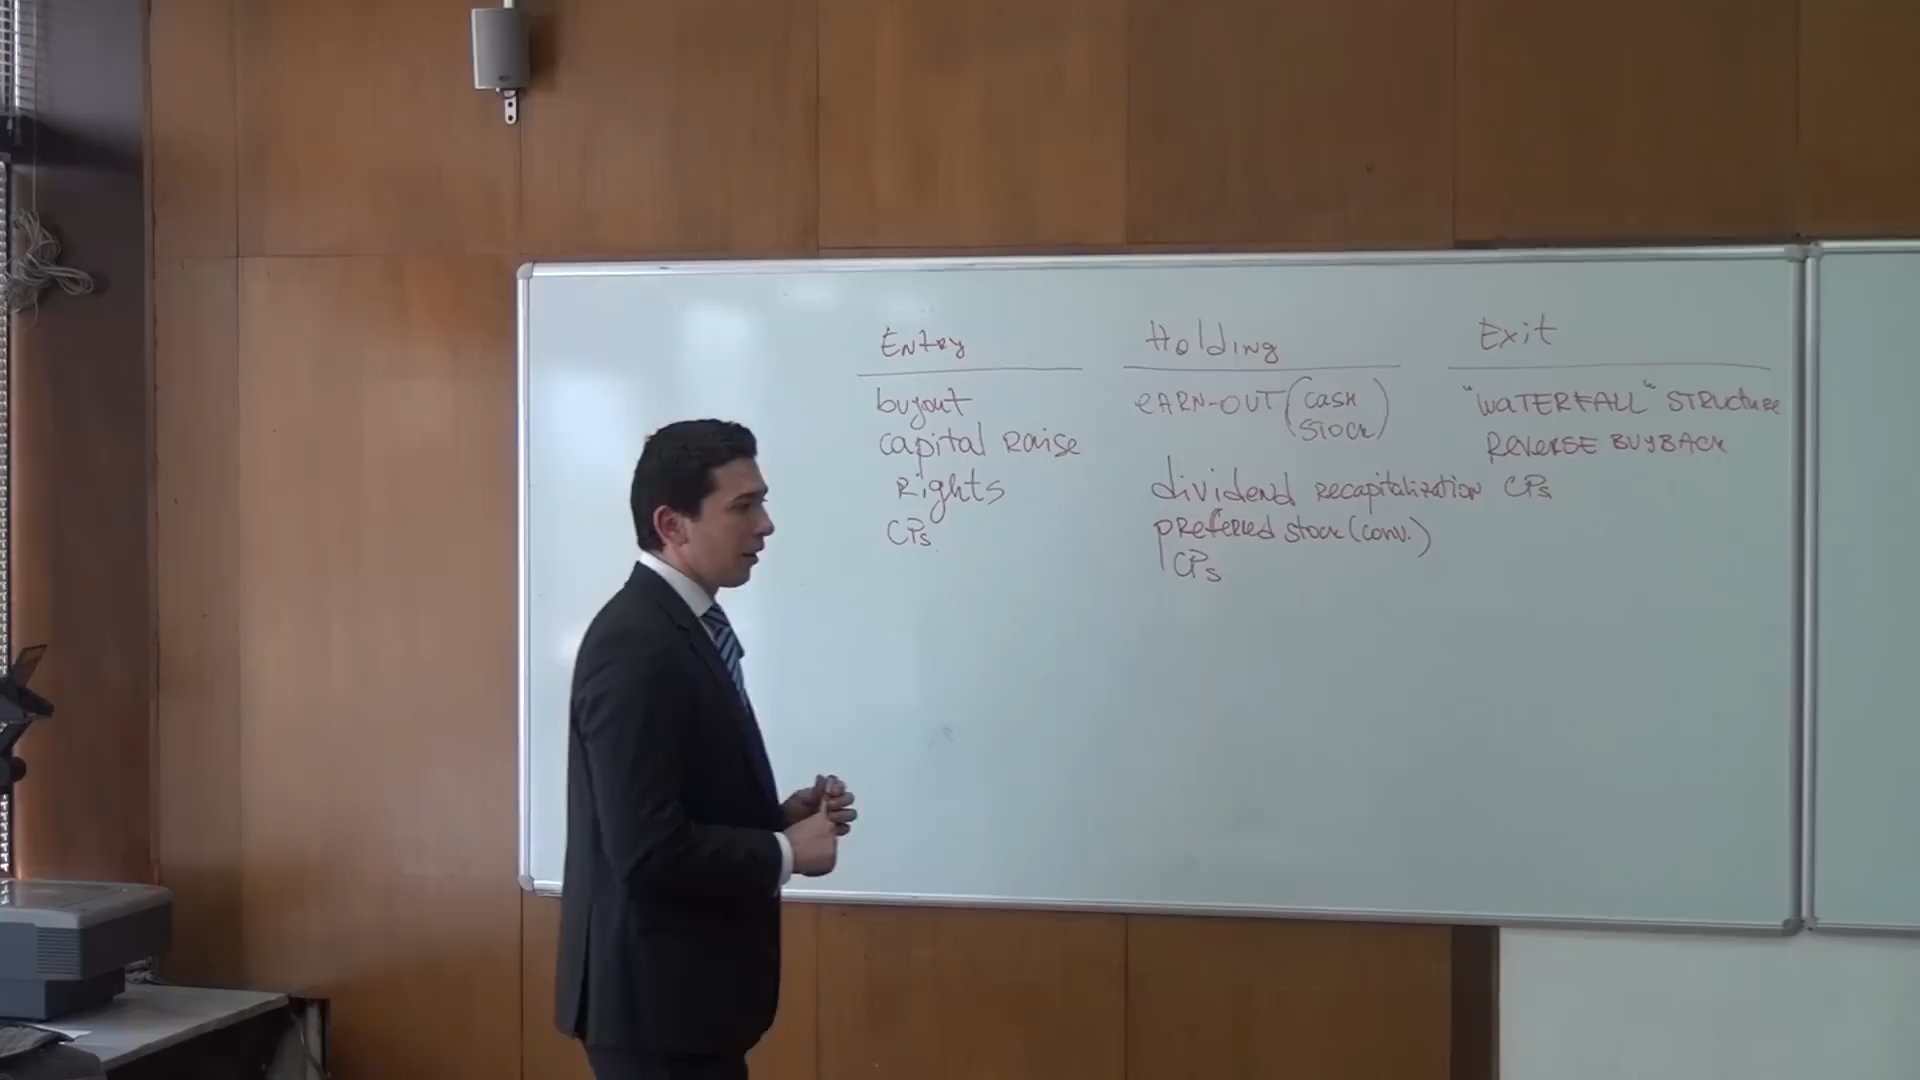 Entry
buyout
capital raise
rights
CPs
Holding
EARN-OUT (CASH
STOCK)
dividend recapitalization
preferred stock (conv.)
CPs
Exit
"WATERFALL" STRUCTURE
REVERSE BUYBACK
CPs